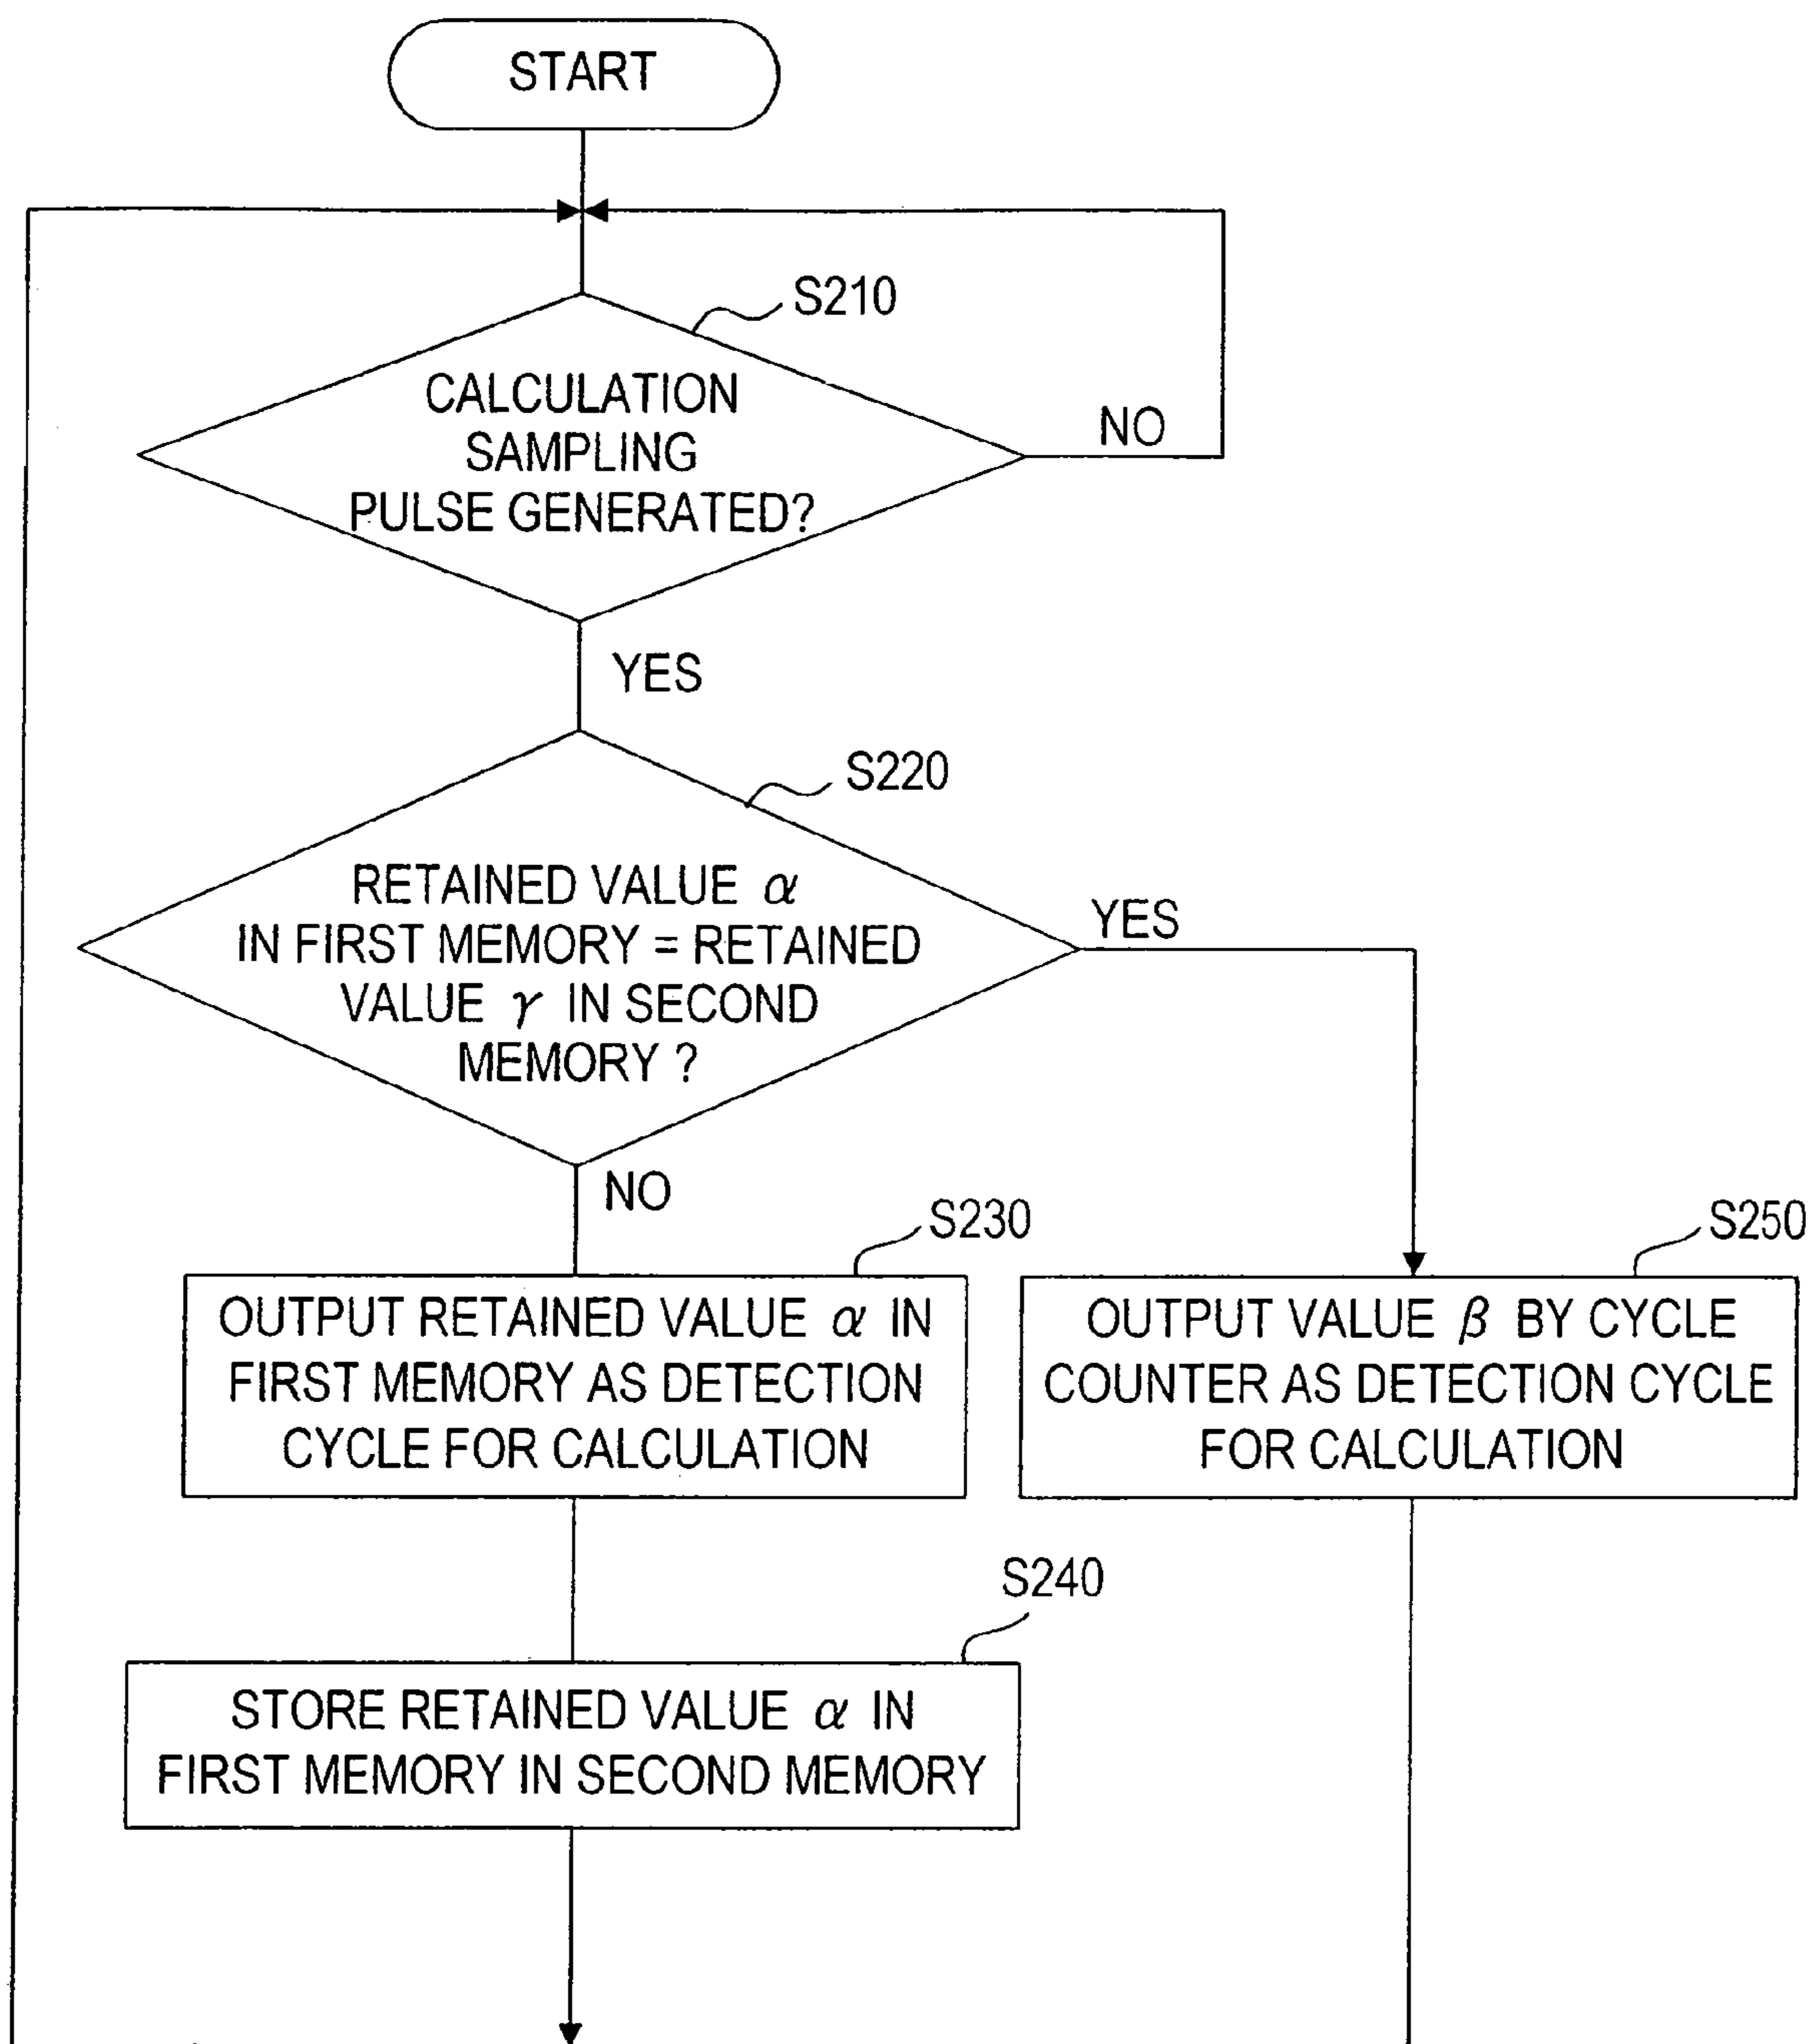 START
S210
CALCULATION
SAMPLING
PULSE GENERATED?
NO
YES
S220
RETAINED VALUE α
IN FIRST MEMORY = RETAINED
VALUE γ IN SECOND
MEMORY ?
YES
NO
S230
OUTPUT RETAINED VALUE α IN
FIRST MEMORY AS DETECTION
CYCLE FOR CALCULATION
S250
OUTPUT VALUE β BY CYCLE
COUNTER AS DETECTION CYCLE
FOR CALCULATION
S240
STORE RETAINED VALUE α IN
FIRST MEMORY IN SECOND MEMORY